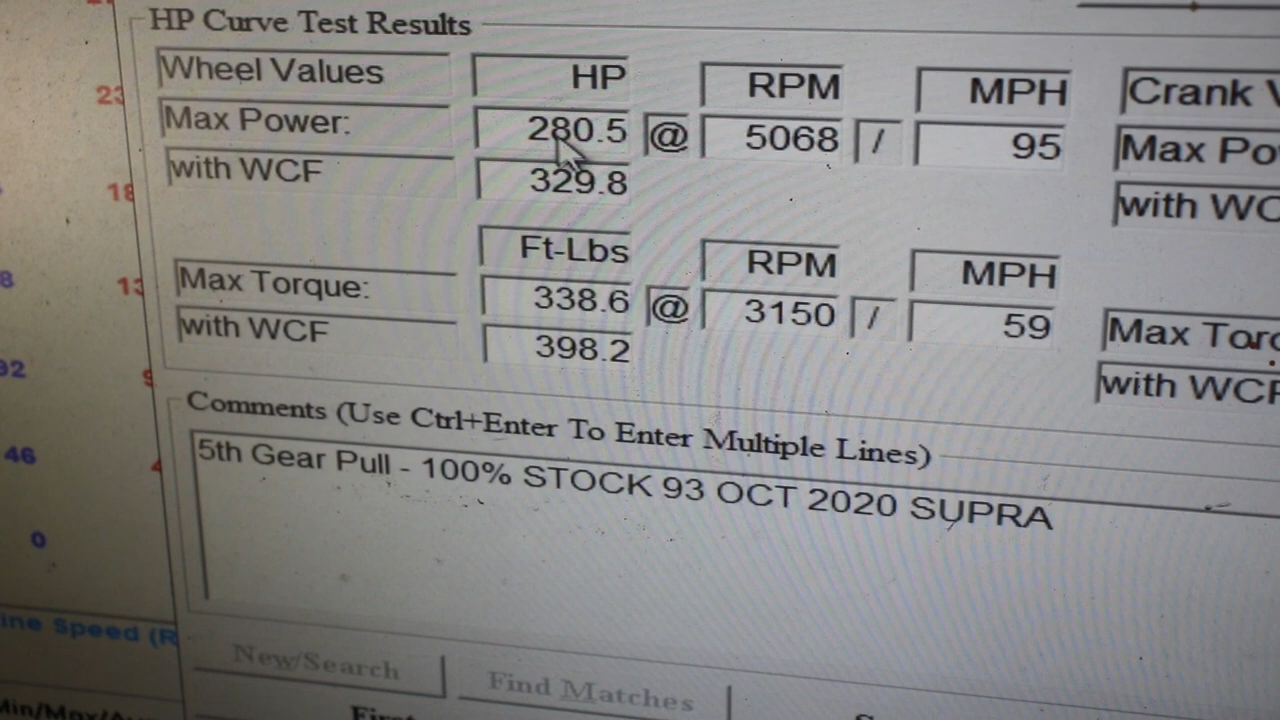 HP Curve Test Results
Wheel Values HP RPM MPH Crank
Max Power: 280.5 @ 5068 / 95 Max
with WCF 329.8 with
Ft-Lbs RPM MPH
Max Torque: 338.6 @ 3150 / 59 Max
with WCF 398.2 with WCF
Comments (Use Ctrl+Enter To Enter Multiple Lines)
5th Gear Pull - 100% STOCK 93 OCT 2020 SUPRA
46
0
Speed
New/Search Find Matches